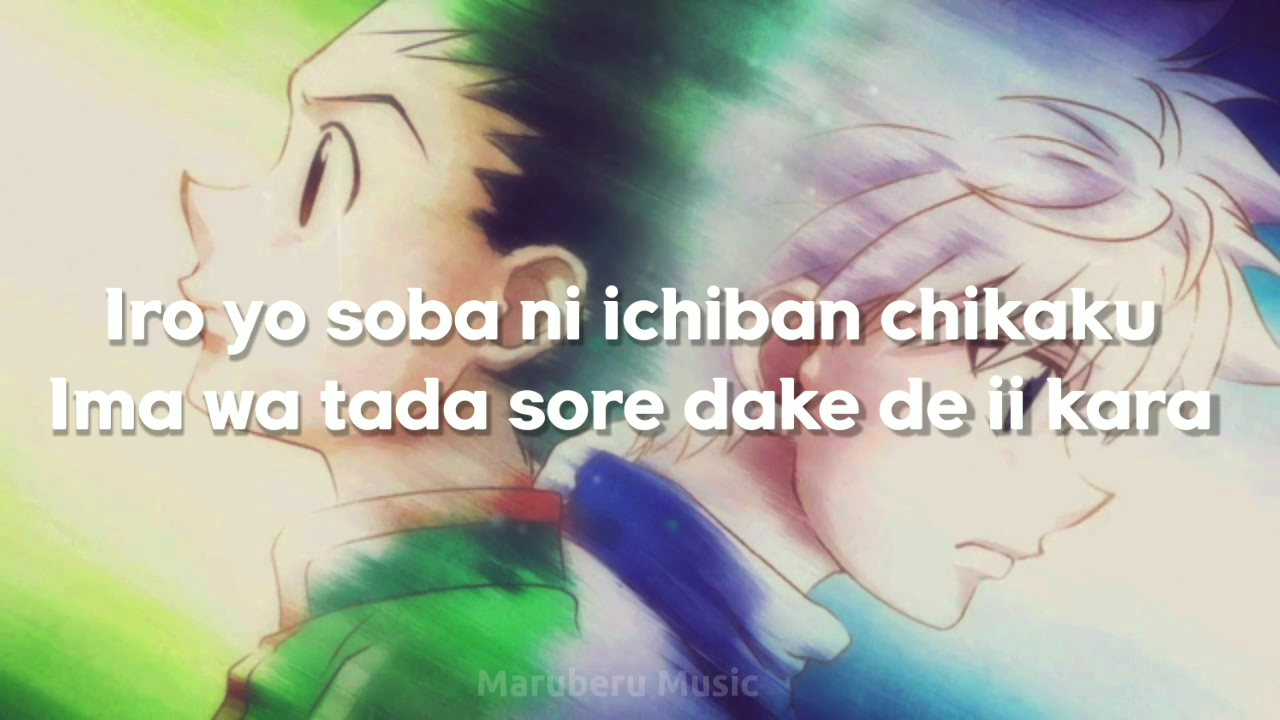 Iro yo soba ni ichiban chikaku
Ima wa tada sore dake de ii kara
Maruberu Music